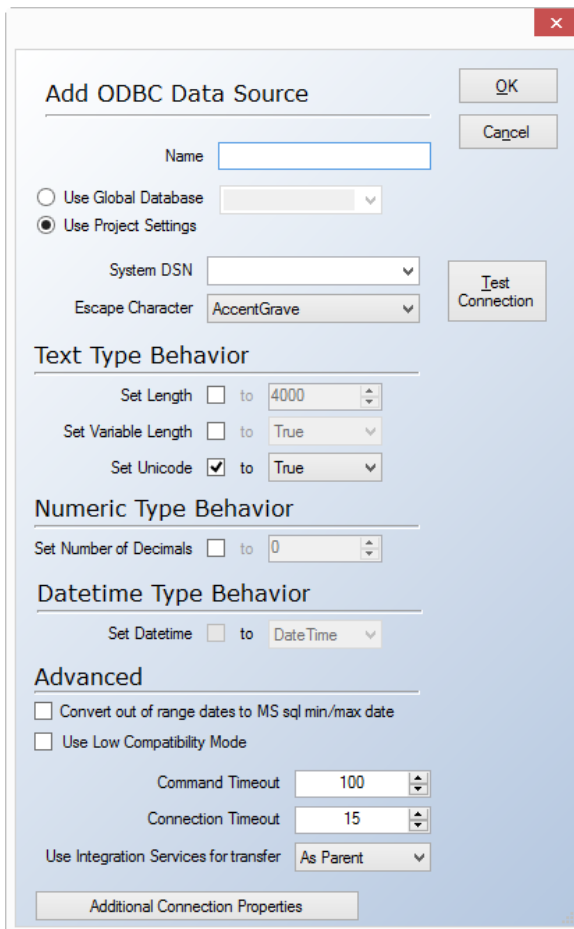 Add ODBC Data Source
OK
Cancel
Name
Use Global Database
Use Project Settings
System DSN
Test
Connection
Escape Character AccentGrave
Text Type Behavior
Set Length to 4000
Set Variable Length to True
Set Unicode to True
Numeric Type Behavior
Set Number of Decimals to 0
Datetime Type Behavior
Set Datetime to DateTime
Advanced
Convert out of range dates to MS sql min/max date
Use Low Compatibility Mode
Command Timeout 100
Connection Timeout 15
Use Integration Services for transfer As Parent
Additional Connection Properties